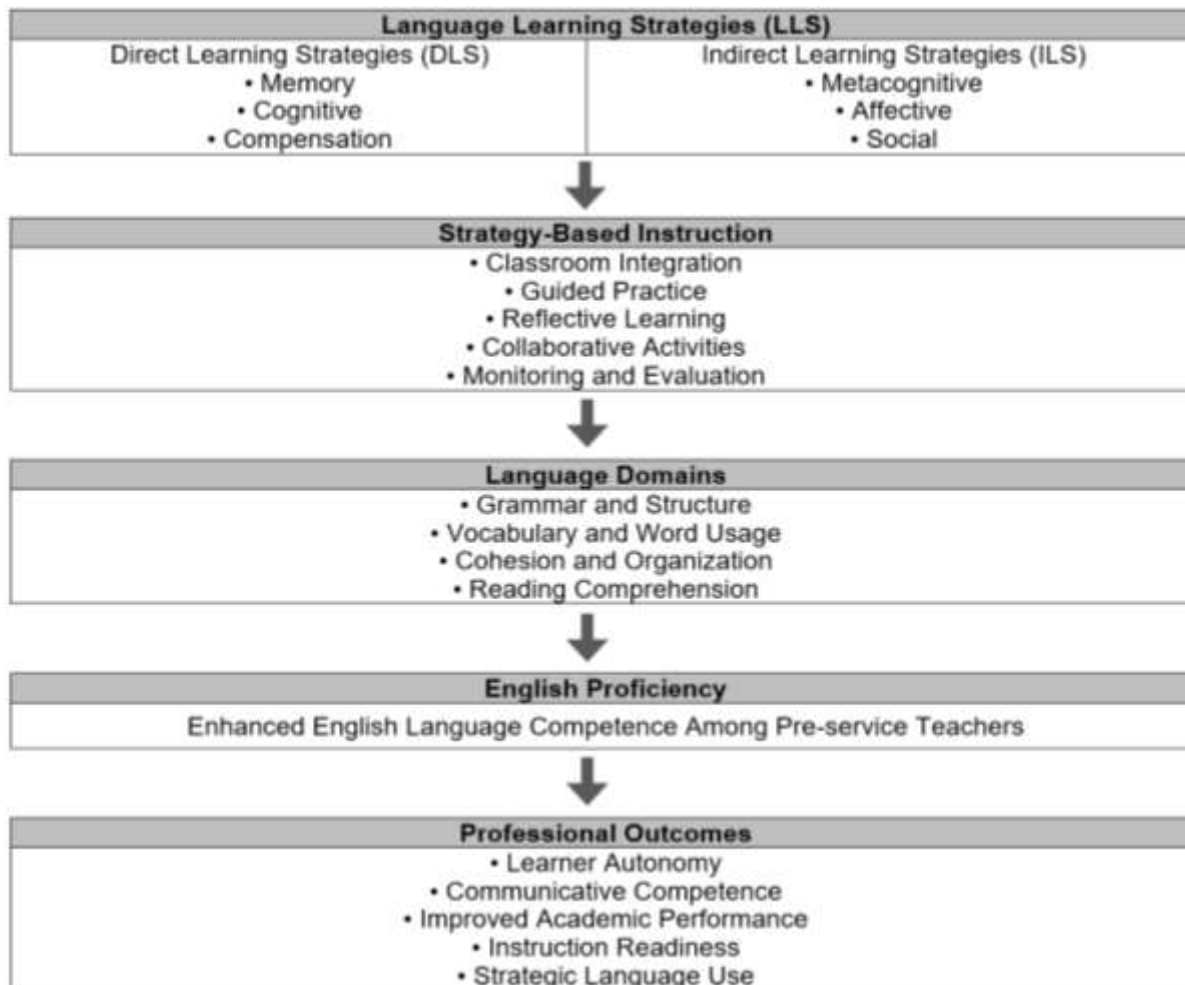 Language Learning Strategies (LLS)
Direct Learning Strategies (DLS)
• Memory
• Cognitive
• Compensation
Indirect Learning Strategies (ILS)
• Metacognitive
• Affective
• Social
Strategy-Based Instruction
• Classroom Integration
• Guided Practice
• Reflective Learning
• Collaborative Activities
• Monitoring and Evaluation
Language Domains
• Grammar and Structure
• Vocabulary and Word Usage
• Cohesion and Organization
• Reading Comprehension
English Proficiency
Enhanced English Language Competence Among Pre-service Teachers
Professional Outcomes
• Learner Autonomy
• Communicative Competence
• Improved Academic Performance
• Instruction Readiness
• Strategic Language Use